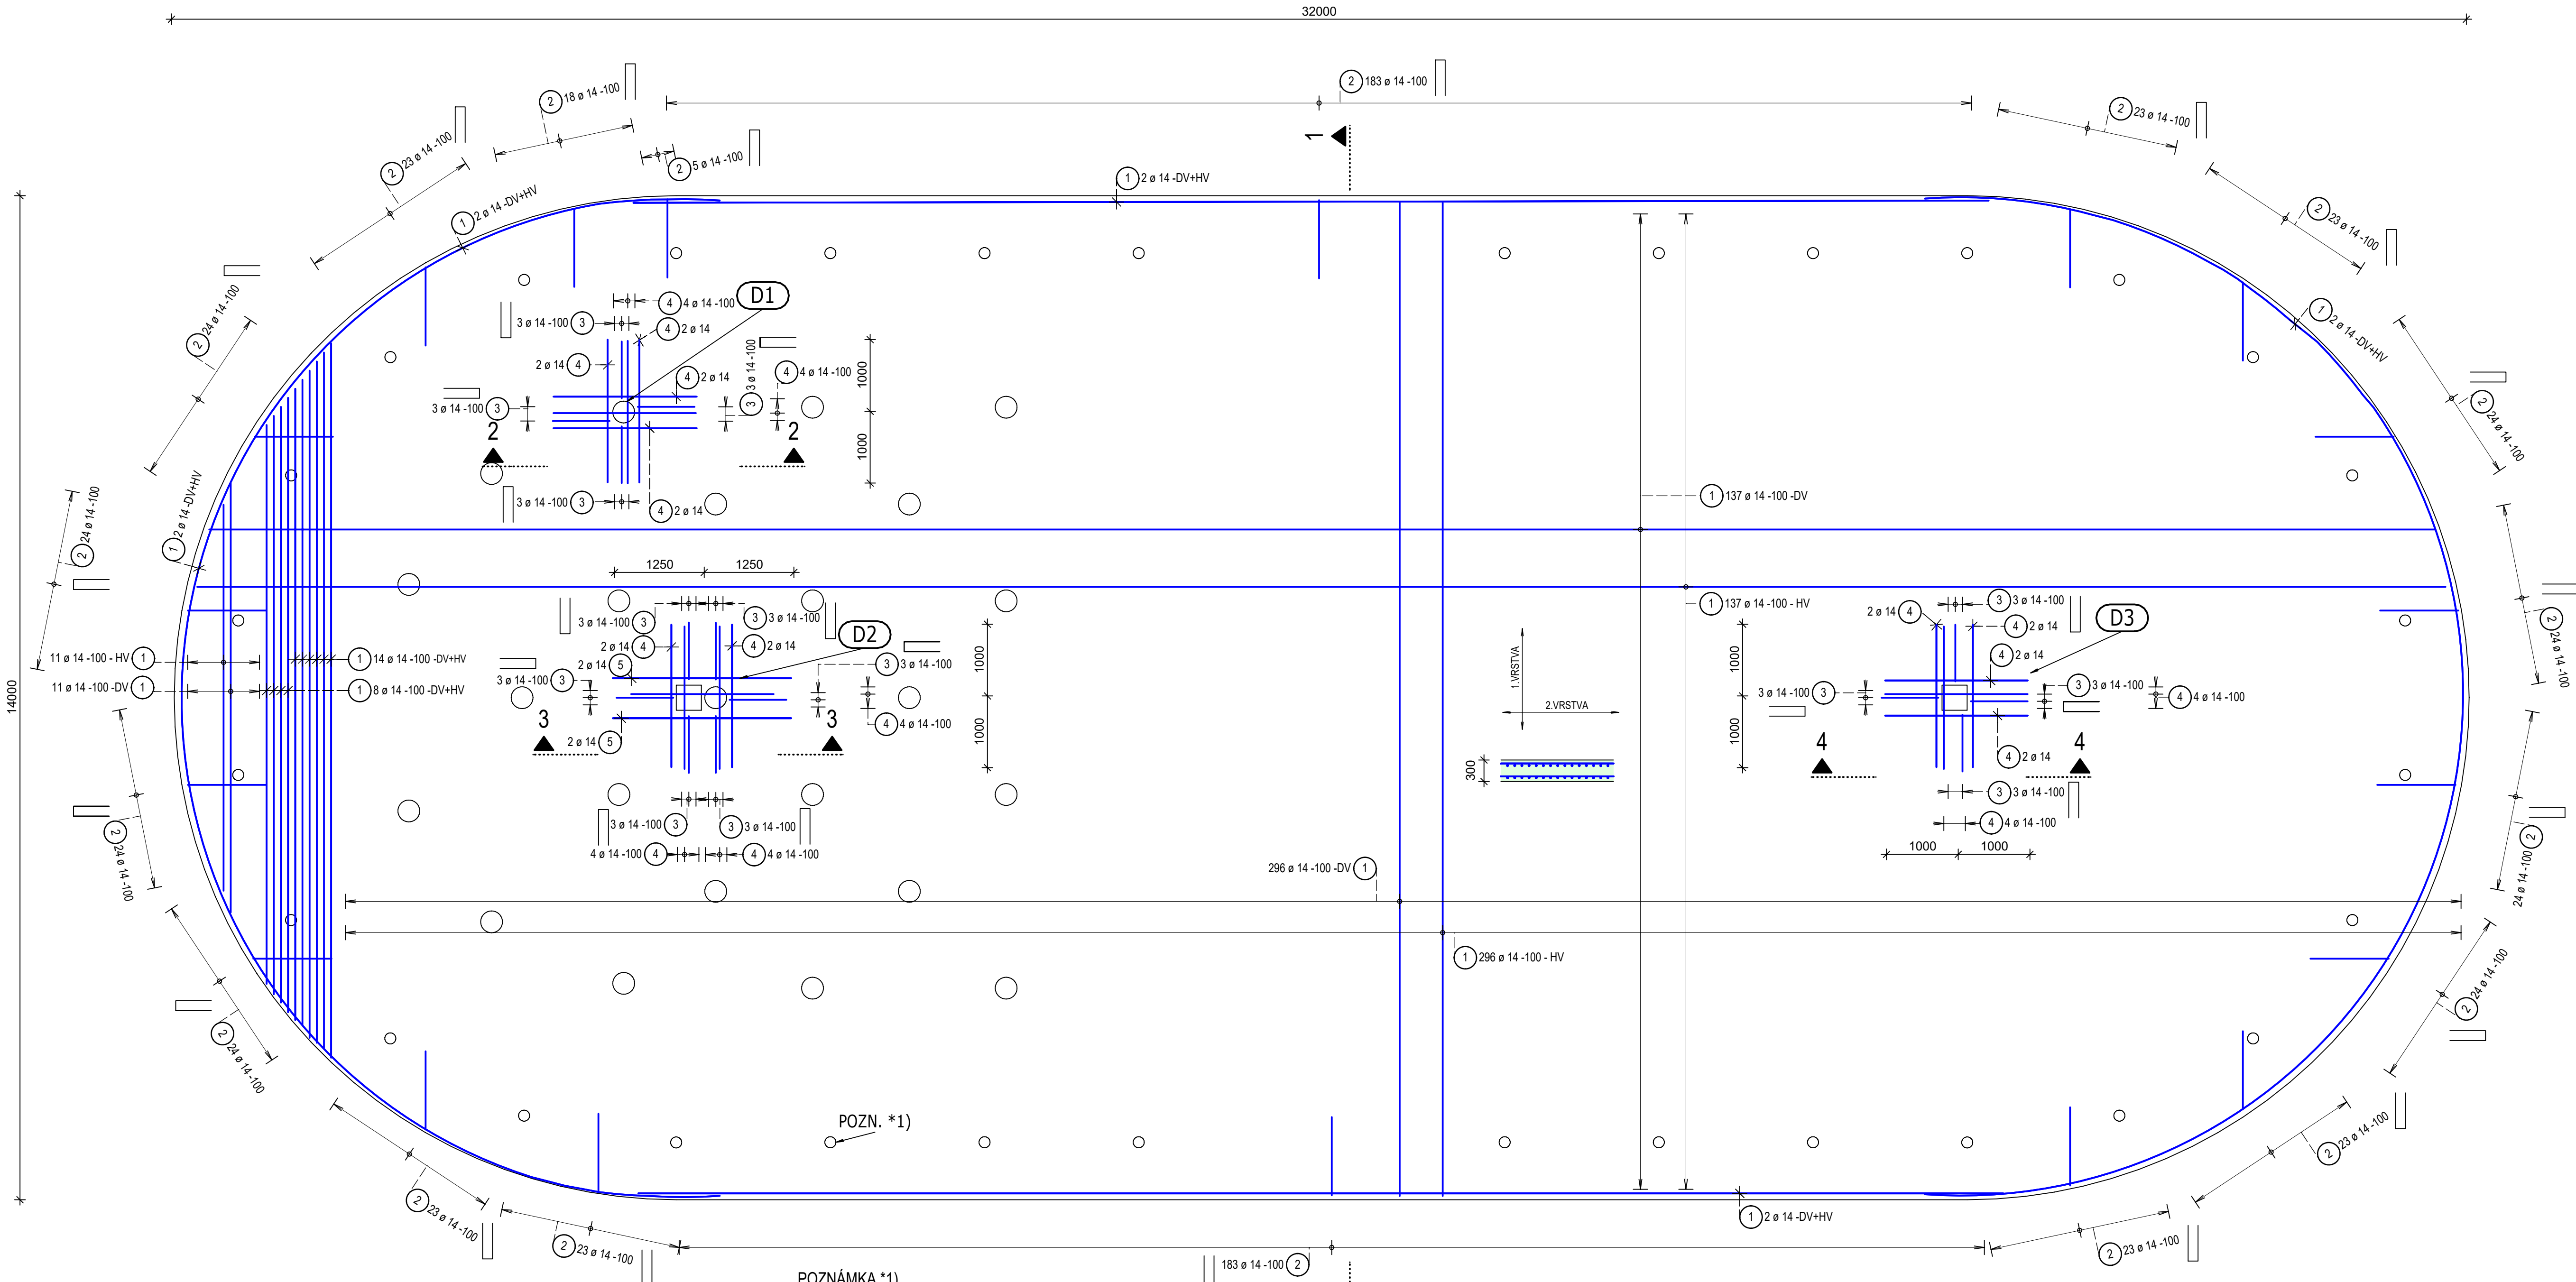 32000
2 183 ø 14 -100
2 18 ø 14 -100
2 23 ø 14 -100
2 23 ø 14 -100
2 5 ø 14 -100
1
1 2 ø 14 -DV+HV
1 2 ø 14 -DV+HV
2 23 ø 14 -100
2 24 ø 14 -100
4 4 ø 14 -100
D1
3 ø 14 -100 3
4 2 ø 14
1 2 ø 14 -DV+HV
2 ø 14 4
3 3 ø 14 -100
4 2 ø 14
4 4 ø 14 -100
1000
3 ø 14 -100 3
2 24 ø 14 -100
2
2
1000
3 ø 14 -100 3
4 2 ø 14
1 137 ø 14 -100 -DV
1 2 ø 14 -DV+HV
2 24 ø 14 -100
1250
1250
3 ø 14 -100 3
3 3 ø 14 -100
D2
1 137 ø 14 -100 - HV
2 ø 14 4
3 3 ø 14 -100
D3
2 24 ø 14 -100
2 ø 14 4
4 2 ø 14
4 2 ø 14
11 ø 14 -100 - HV 1
1 14 ø 14 -100 -DV+HV
2 ø 14 5
3 3 ø 14 -100
1000
1.VRSTVA
1000
4 2 ø 14
3 ø 14 -100 3
11 ø 14 -100 -DV 1
1 8 ø 14 -100 -DV+HV
14000
3 ø 14 -100 3
3 3 ø 14 -100
4 4 ø 14 -100
2.VRSTVA
3
3
4 4 ø 14 -100
1000
1000
2 ø 14 5
4
4
4 2 ø 14
300
3 3 ø 14 -100
3 ø 14 -100 3
3 3 ø 14 -100
4 4 ø 14 -100
2 24 ø 14 -100
24 ø 14 -100 2
4 ø 14 -100 4
4 4 ø 14 -100
1000
1000
296 ø 14 -100 -DV 1
1 296 ø 14 -100 - HV
2 24 ø 14 -100
2 24 ø 14 -100
POZN. *1)
2 23 ø 14 -100
2 23 ø 14 -100
1 2 ø 14 -DV+HV
2 23 ø 14 -100
2 23 ø 14 -100
183 ø 14 -100 2
POZNÁMKA *1)